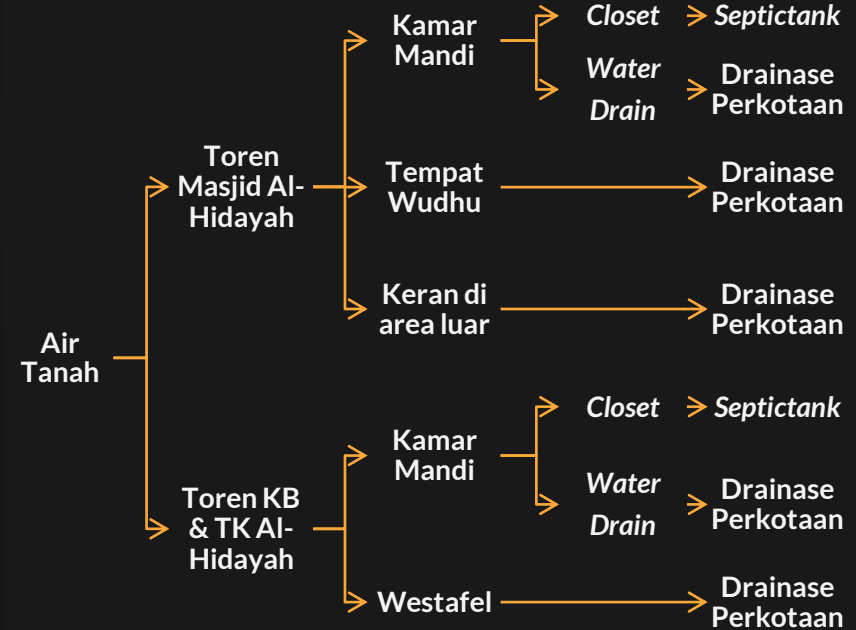 Air
Tanah
Toren
Masjid Al-
Hidayah
Kamar
Mandi
Closet
Septictank
Water
Drain
Drainase
Perkotaan
Tempat
Wudhu
Drainase
Perkotaan
Keran di
area luar
Drainase
Perkotaan
Toren KB
& TK Al-
Hidayah
Kamar
Mandi
Closet
Septictank
Water
Drain
Drainase
Perkotaan
Westafel
Drainase
Perkotaan